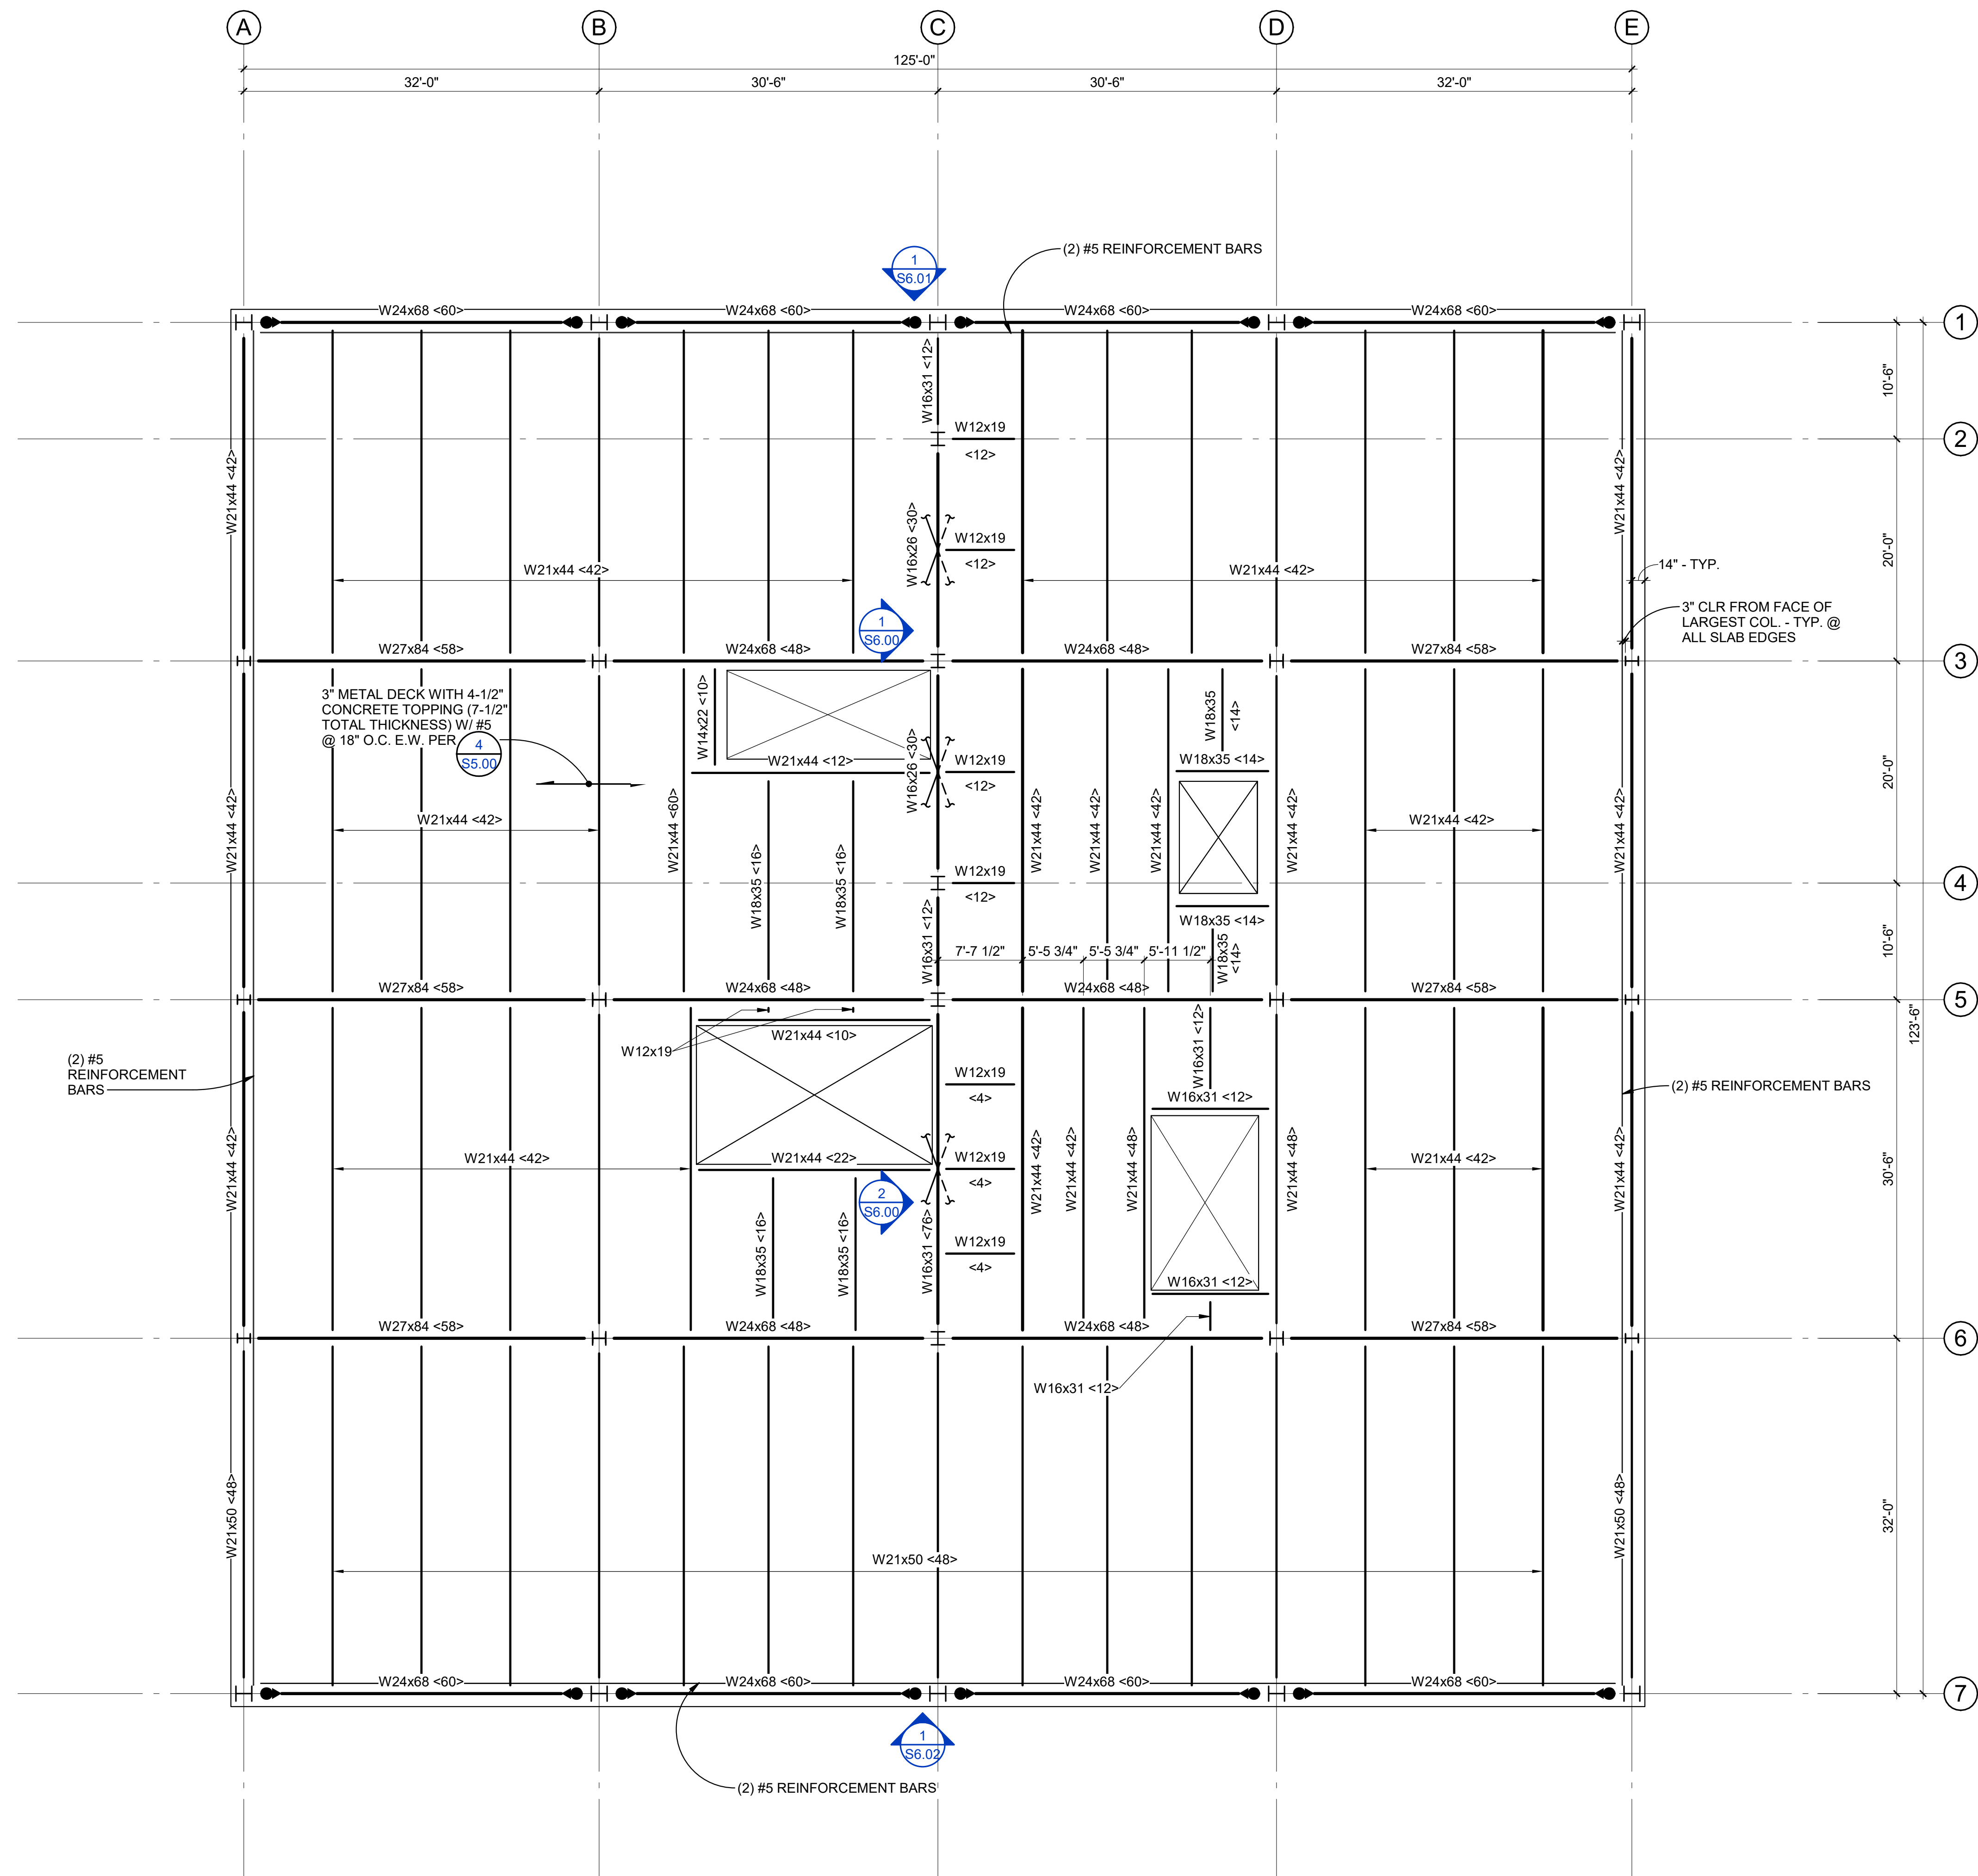 A
B
C
D
E
125'-0"
32'-0"
30'-6"
30'-6"
32'-0"
(2) #5 REINFORCEMENT BARS
1
S6.01
W24x68 <60>
W24x68 <60>
W24x68 <60>
W24x68 <60>
1
10'-6"
W16x31 <12>
W12x19
<12>
2
W21x44 <42>
W21x44 <42>
20'-0"
W16x26 <30>
W12x19
<12>
W21x44 <42>
W21x44 <42>
14" - TYP.
3" CLR FROM FACE OF
LARGEST COL. - TYP. @
ALL SLAB EDGES
1
S6.00
W27x84 <58>
W24x68 <48>
W24x68 <48>
W27x84 <58>
3
3" METAL DECK WITH 4-1/2"
CONCRETE TOPPING (7-1/2"
TOTAL THICKNESS) W/ #5
@ 18" O.C. E.W. PER
4
S5.00
W14x22 <10>
W18x35
<14>
W21x44 <12>
W16x26 <30>
W12x19
<12>
W18x35 <14>
20'-0"
W21x44 <42>
W21x44 <42>
W21x44 <60>
W21x44 <42>
W21x44 <42>
W21x44 <42>
W21x44 <42>
W21x44 <42>
W21x44 <42>
W18x35 <16>
W18x35 <16>
W12x19
<12>
4
W16x31 <12>
W18x35 <14>
W18x35
<14>
10'-6"
7'-7 1/2"
5'-5 3/4"
5'-5 3/4"
5'-11 1/2"
W27x84 <58>
W24x68 <48>
W24x68 <48>
W27x84 <58>
5
123'-6"
W12x19
W21x44 <10>
W16x31 <12>
(2) #5
REINFORCEMENT
BARS
W12x19
<4>
W16x31 <12>
(2) #5 REINFORCEMENT BARS
W21x44 <42>
W21x44 <42>
W21x44 <22>
W12x19
<4>
W21x44 <42>
W21x44 <42>
W21x44 <48>
W21x44 <48>
W21x44 <42>
W21x44 <42>
30'-6"
2
S6.00
W18x35 <16>
W18x35 <16>
W16x31 <76>
W12x19
<4>
W16x31 <12>
W27x84 <58>
W24x68 <48>
W24x68 <48>
W27x84 <58>
6
W16x31 <12>
W21x50 <48>
W21x50 <48>
W21x50 <48>
32'-0"
W24x68 <60>
W24x68 <60>
W24x68 <60>
W24x68 <60>
7
1
S6.02
(2) #5 REINFORCEMENT BARS